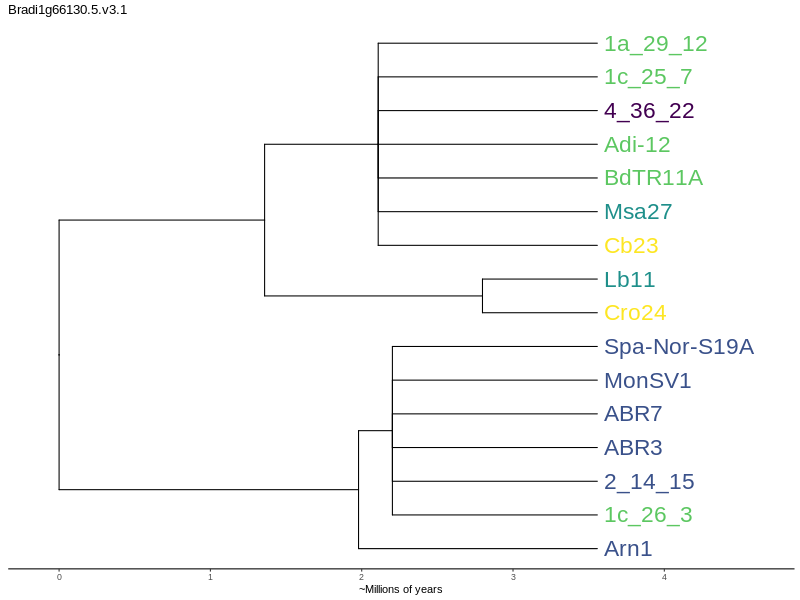 Bradi1g66130.5.v3.1
1a_29_12
1c_25_7
4_36_22
Adi-12
BdTR11A
Msa27
Cb23
Lb11
Cro24
Spa-Nor-S19A
MonSV1
ABR7
ABR3
2_14_15
1c_26_3
Arn1
0 1 2 3 4
~Millions of years